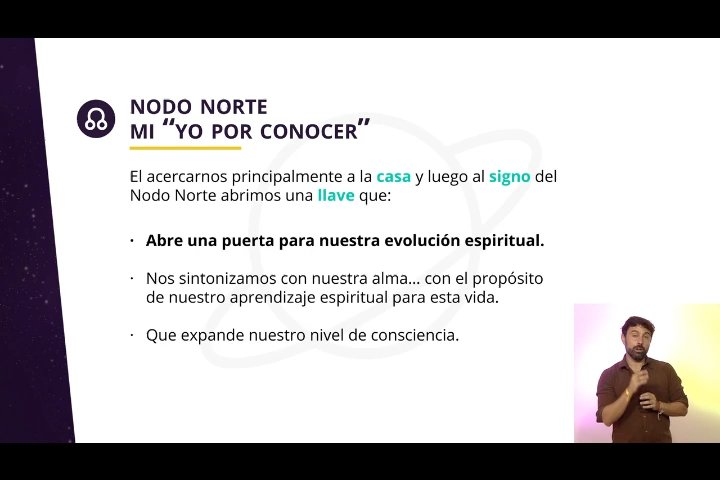 NODO NORTE
MI “YO POR CONOCER”
El acercarnos principalmente a la casa y luego al signo del
Nodo Norte abrimos una llave que:
· Abre una puerta para nuestra evolución espiritual.
· Nos sintonizamos con nuestra alma... con el propósito
de nuestro aprendizaje espiritual para esta vida.
· Que expande nuestro nivel de consciencia.